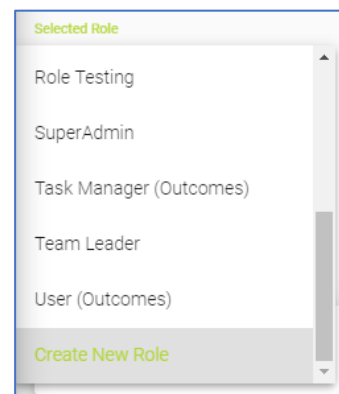 Selected Role
Role Testing
SuperAdmin
Task Manager (Outcomes)
Team Leader
User (Outcomes)
Create New Role